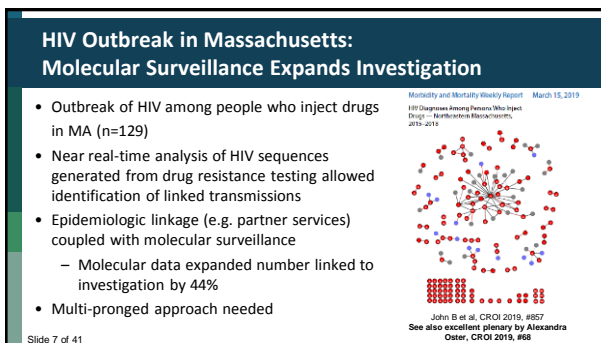 HIV Outbreak in Massachusetts:
Molecular Surveillance Expands Investigation
• Outbreak of HIV among people who inject drugs
in MA (n=129)
• Near real-time analysis of HIV sequences
generated from drug resistance testing allowed
identification of linked transmissions
• Epidemiologic linkage (e.g. partner services)
coupled with molecular surveillance
– Molecular data expanded number linked to
investigation by 44%
• Multi-pronged approach needed
Morbidity and Mortality Weekly Report March 15, 2019
HIV Diagnoses Among Persons Who Inject
Drugs — Northeastern Massachusetts,
2015–2018
John B et al, CROI 2019, #857
See also excellent plenary by Alexandra
Oster, CROI 2019, #68
Slide 7 of 41